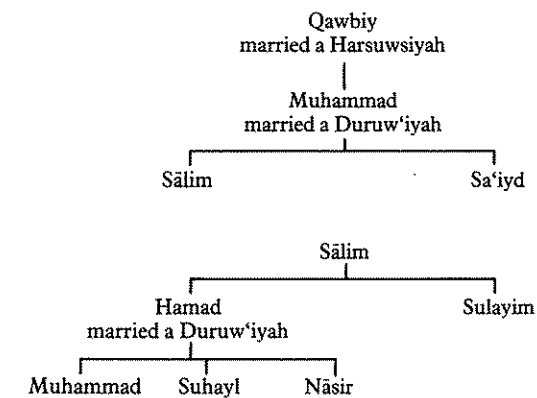 Qawbiy
married a Harsuwsiyah
Muhammad
married a Duruw‘iyah
Sālim Sa‘iyd
Sālim
Hamad Sulayim
married a Duruw‘iyah
Muhammad Suhayl Nāsir